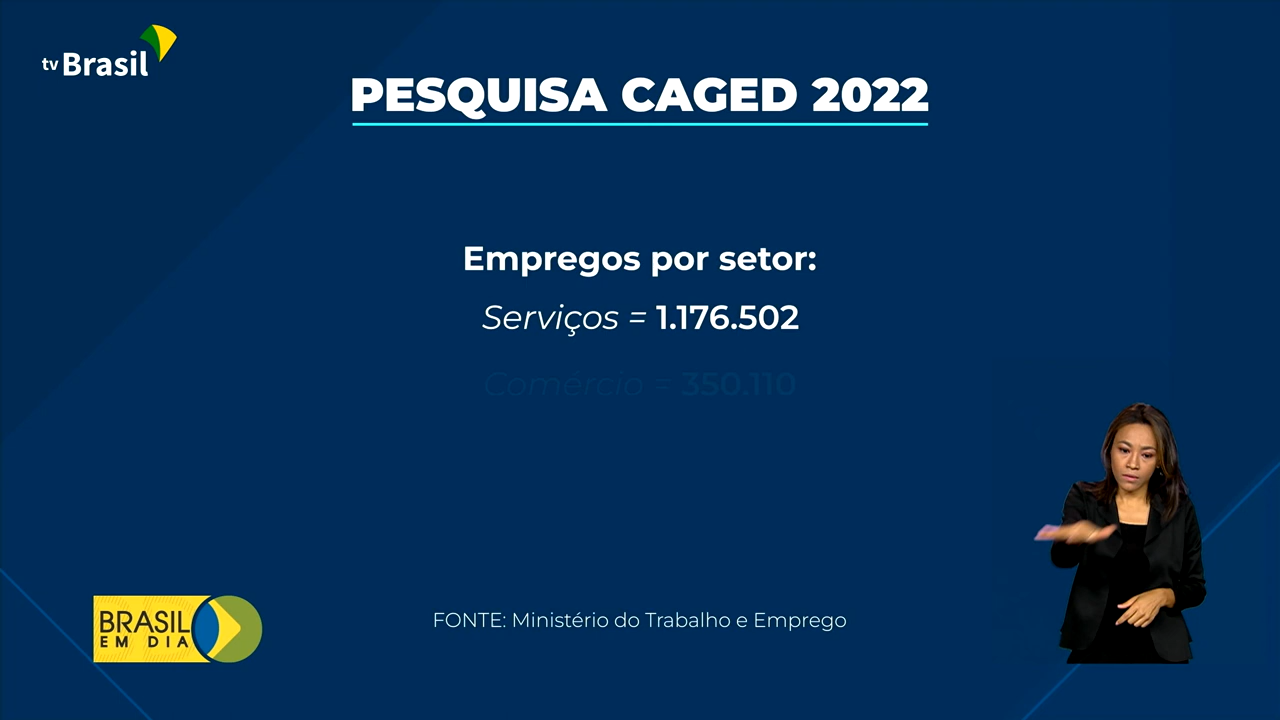 tv Brasil
PESQUISA CAGED 2022
Empregos por setor:
Serviços = 1.176.502
Comércio = 350.110
FONTE: Ministério do Trabalho e Emprego
BRASIL
EM DIA